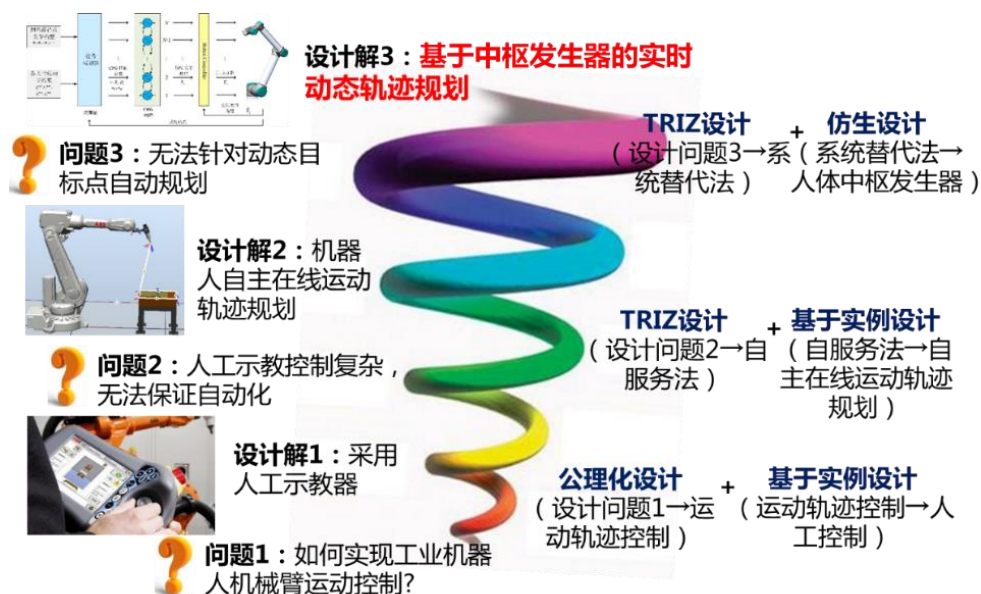 设计解3：基于中枢发生器的实时
动态轨迹规划
TRIZ设计 + 仿生设计
（设计问题3→系（系统替代法→
统替代法） 人体中枢发生器）
问题3：无法针对动态目
标点自动规划
设计解2：机器
人自主在线运动
轨迹规划
TRIZ设计 + 基于实例设计
（设计问题2→自（自服务法→自
服务法） 主在线运动轨迹
规划）
问题2：人工示教控制复杂，
无法保证自动化
设计解1：采用
人工示教器
公理化设计 + 基于实例设计
（设计问题1→运（运动轨迹控制→人
动轨迹控制） 工控制）
问题1：如何实现工业机器
人机械臂运动控制?